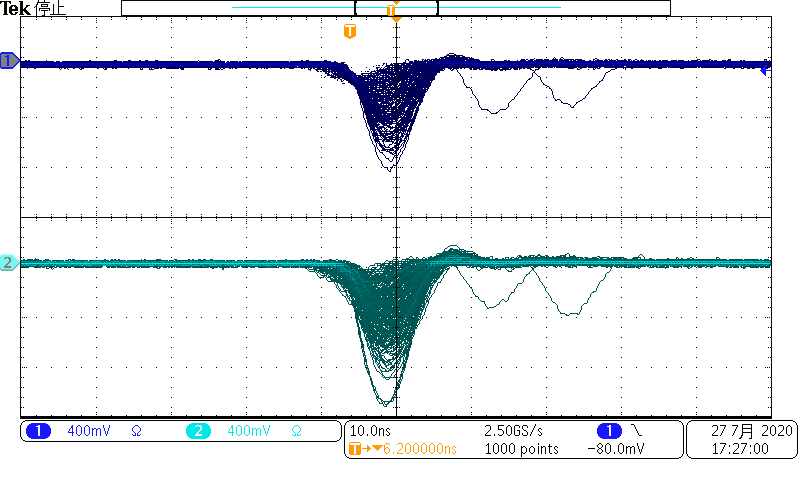 Tek 停止
T
T
1
2
1 400mV Ω 2 400mV Ω
10.0ns 2.50GS/s 1 \
T→▼6.200000ns 1000 points −80.0mV
27 7月 2020
17:27:00